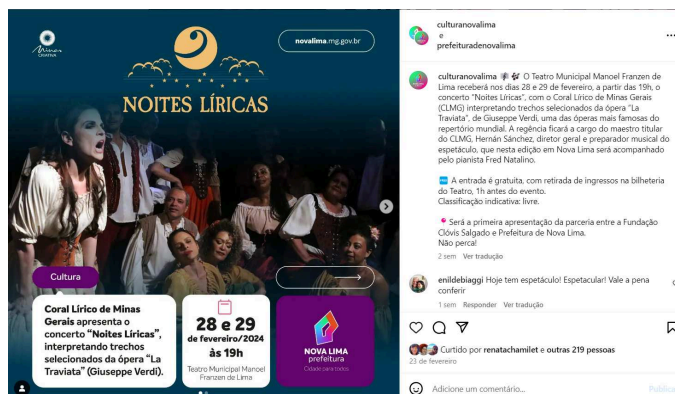 Minas
CRIATIVA
novalima.mg.gov.br
NOITES LÍRICAS
Cultura
Coral Lírico de Minas
Gerais apresenta o
concerto “Noites Líricas”,
interpretando trechos
selecionados da ópera “La
Traviata” (Giuseppe Verdi).
28 e 29
de fevereiro/2024
às 19h
Teatro Municipal Manoel
Franzen de Lima
NOVA LIMA
prefeitura
Cidade para todos
culturanovalima
e
prefeituradenovalima
culturanovalima O Teatro Municipal Manoel Franzen de
Lima receberá nos dias 28 e 29 de fevereiro, a partir das 19h, o
concerto “Noites Líricas”, com o Coral Lírico de Minas Gerais
(CLMG) interpretando trechos selecionados da ópera “La
Traviata”, de Giuseppe Verdi, uma das óperas mais famosas do
repertório mundial. A regência ficará a cargo do maestro titular
do CLMG, Hernán Sánchez, diretor geral e preparador musical do
espetáculo, que nesta edição em Nova Lima será acompanhado
pelo pianista Fred Natalino.
A entrada é gratuita, com retirada de ingressos na bilheteria
do Teatro, 1h antes do evento.
Classificação indicativa: livre.
Será a primeira apresentação da parceria entre a Fundação
Clóvis Salgado e Prefeitura de Nova Lima.
Não perca!
2 sem Ver tradução
enildebiaggi Hoje tem espetáculo! Espetacular! Vale a pena
conferir
1 sem Responder Ver tradução
Curtido por renatachamilet e outras 219 pessoas
23 de fevereiro
Adicione um comentário...